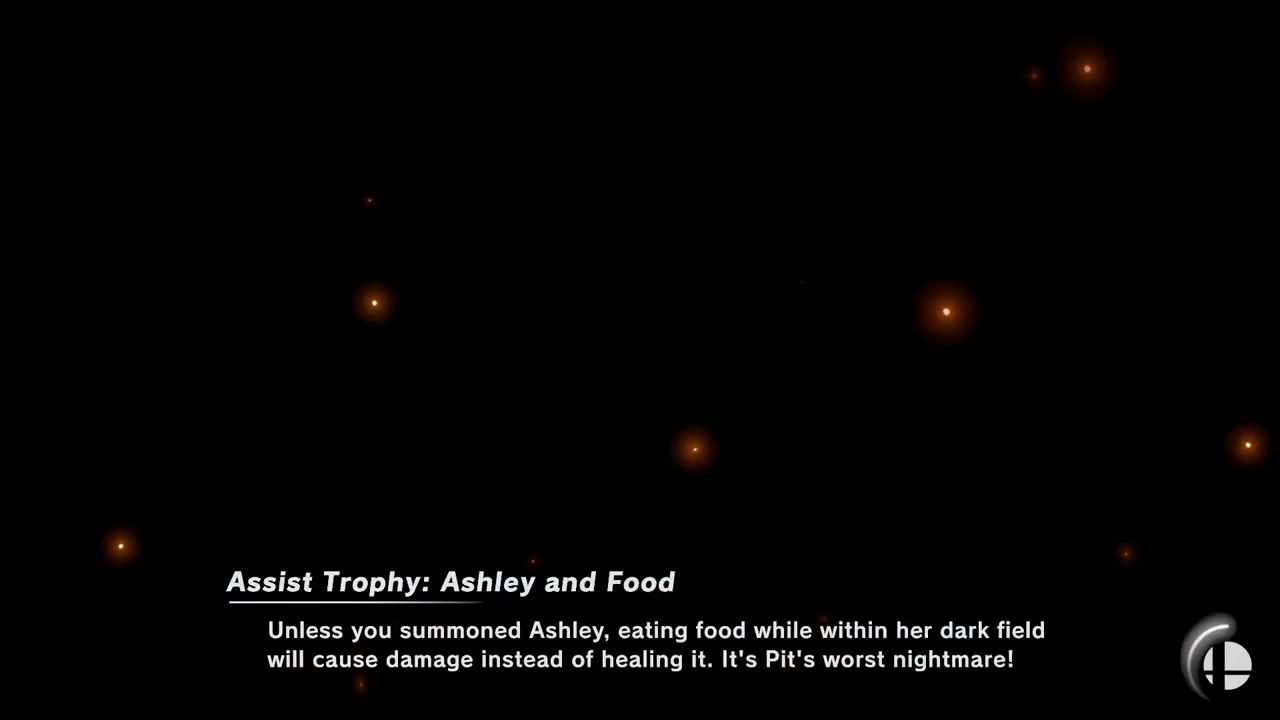 Assist Trophy: Ashley and Food
Unless you summoned Ashley, eating food while within her dark field
will cause damage instead of healing it. It's Pit's worst nightmare!